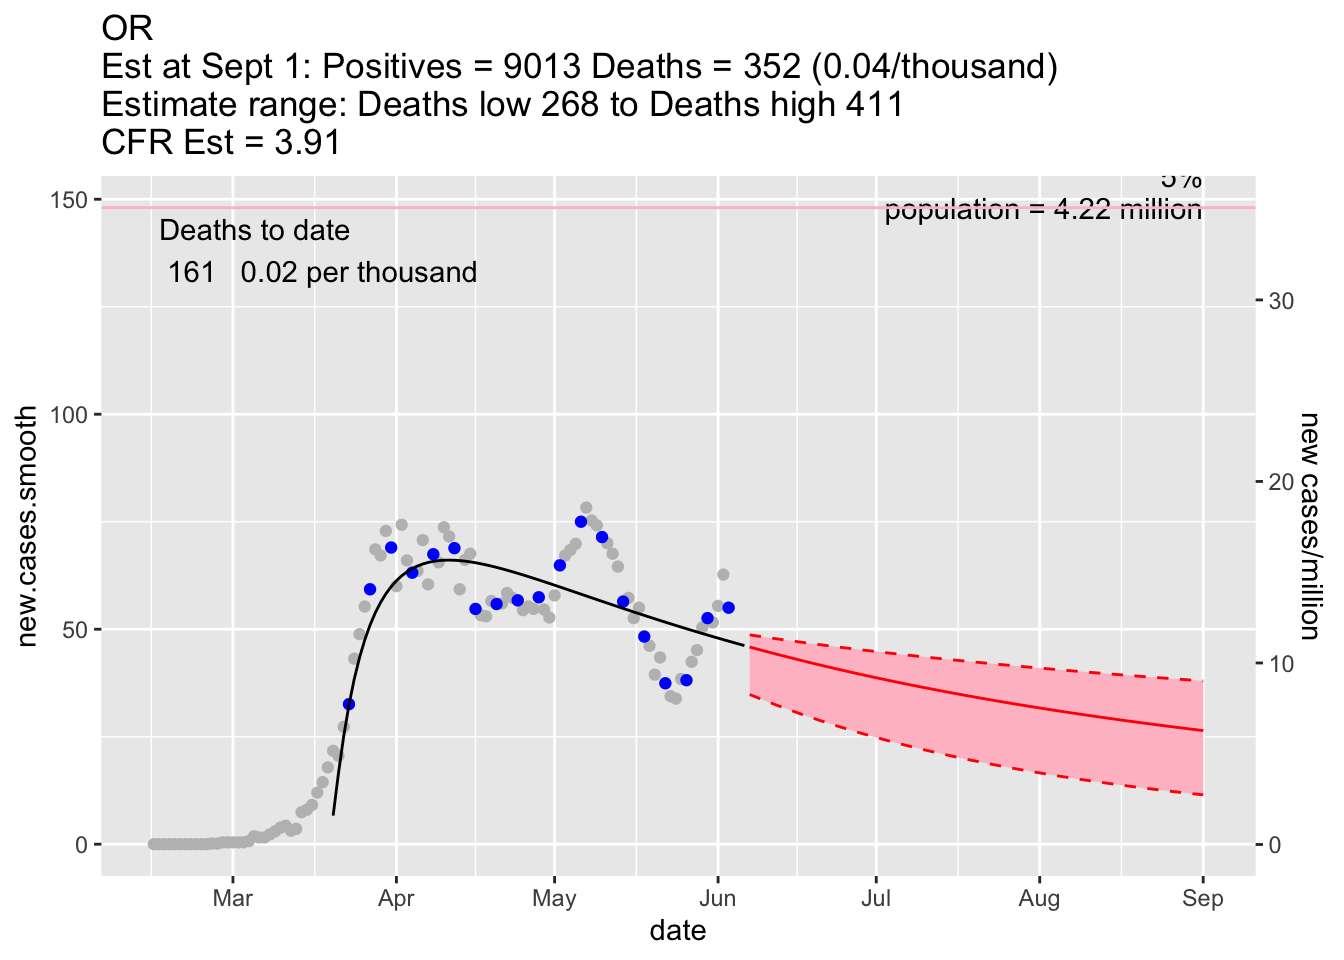 OR
Est at Sept 1: Positives = 9013 Deaths = 352 (0.04/thousand)
Estimate range: Deaths low 268 to Deaths high 411
CFR Est = 3.91
5%
population = 4.22 million
Deaths to date
161 0.02 per thousand
150
100
50
0
new.cases.smooth
30
20
10
0
new cases/million
Mar Apr May Jun Jul Aug Sep
date